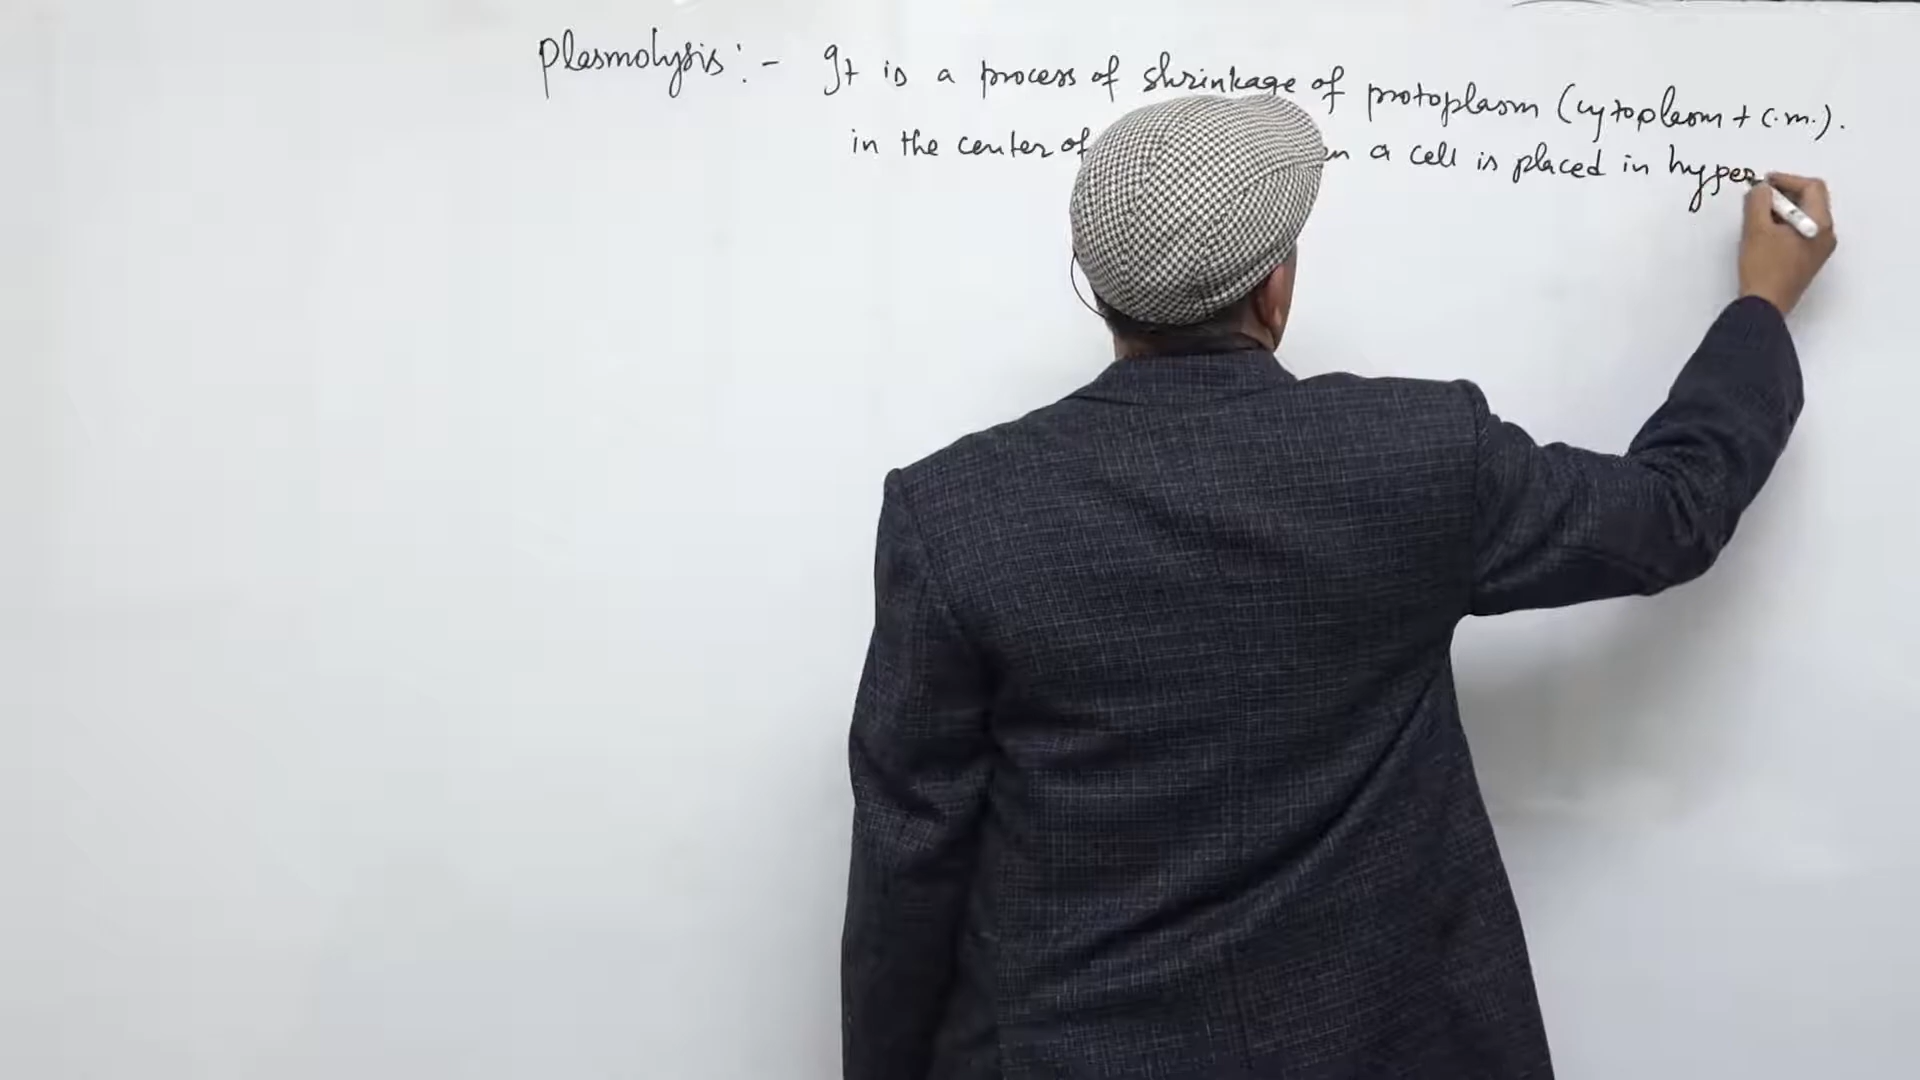 Plasmolysis :- It is a process of shrinkage of protoplasm (cytoplasm + c.m.).
in the center of a cell is placed in hyper